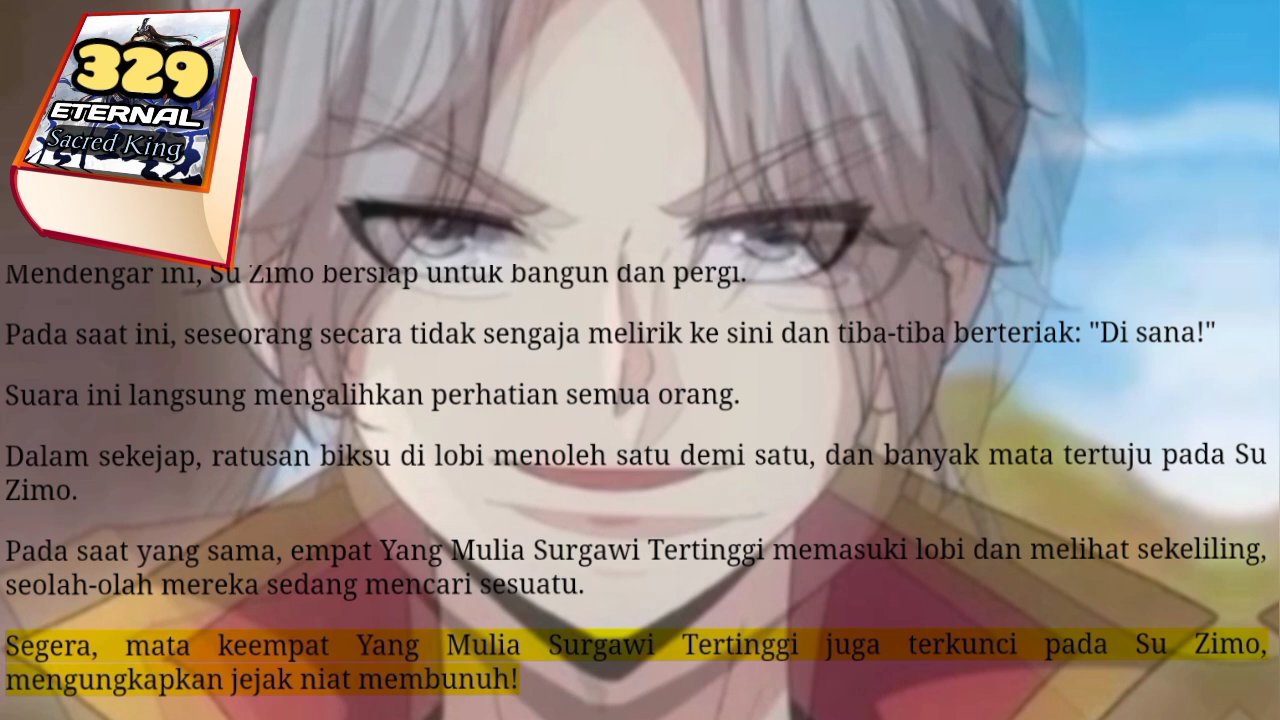 329
ETERNAL
Sacred King
Mendengar ini, Su Zimo bersiap untuk bangun dan pergi.
Pada saat ini, seseorang secara tidak sengaja melirik ke sini dan tiba-tiba berteriak: "Di sana!"
Suara ini langsung mengalihkan perhatian semua orang.
Dalam sekejap, ratusan biksu di lobi menoleh satu demi satu, dan banyak mata tertuju pada Su
Zimo.
Pada saat yang sama, empat Yang Mulia Surgawi Tertinggi memasuki lobi dan melihat sekeliling,
seolah-olah mereka sedang mencari sesuatu.
Segera, mata keempat Yang Mulia Surgawi Tertinggi juga terkunci pada Su Zimo,
mengungkapkan jejak niat membunuh!